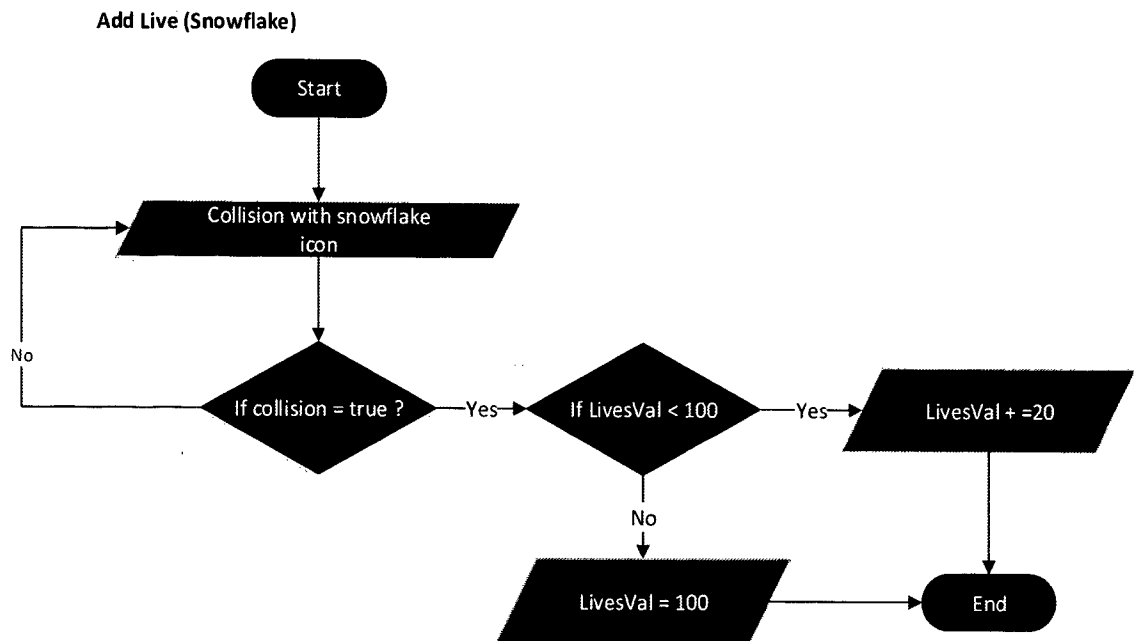 Add Live (Snowflake)
Start
Collision with snowflake
icon
No
If collision = true ?
Yes
If LivesVal < 100
Yes
LivesVal + =20
No
LivesVal = 100
End